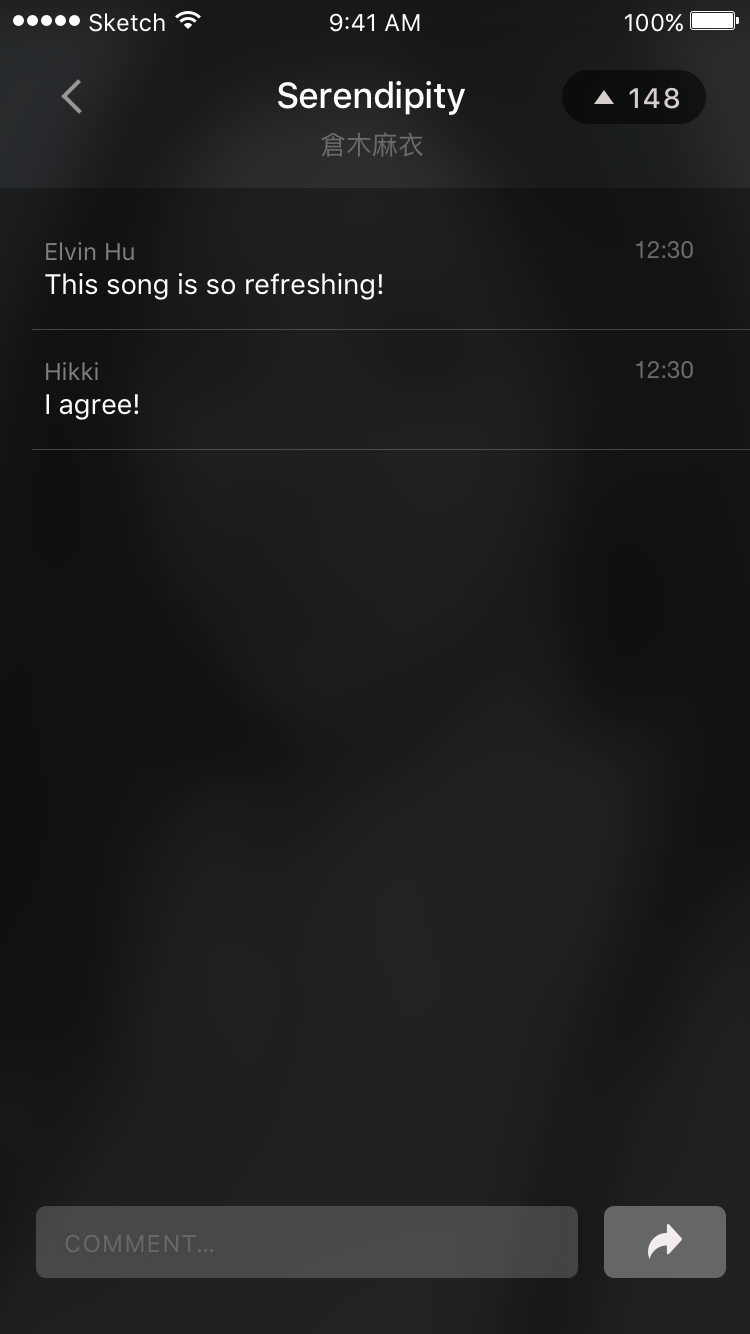 Sketch 9:41 AM 100%
Serendipity 148
倉木麻衣
Elvin Hu 12:30
This song is so refreshing!
Hikki 12:30
I agree!
COMMENT...